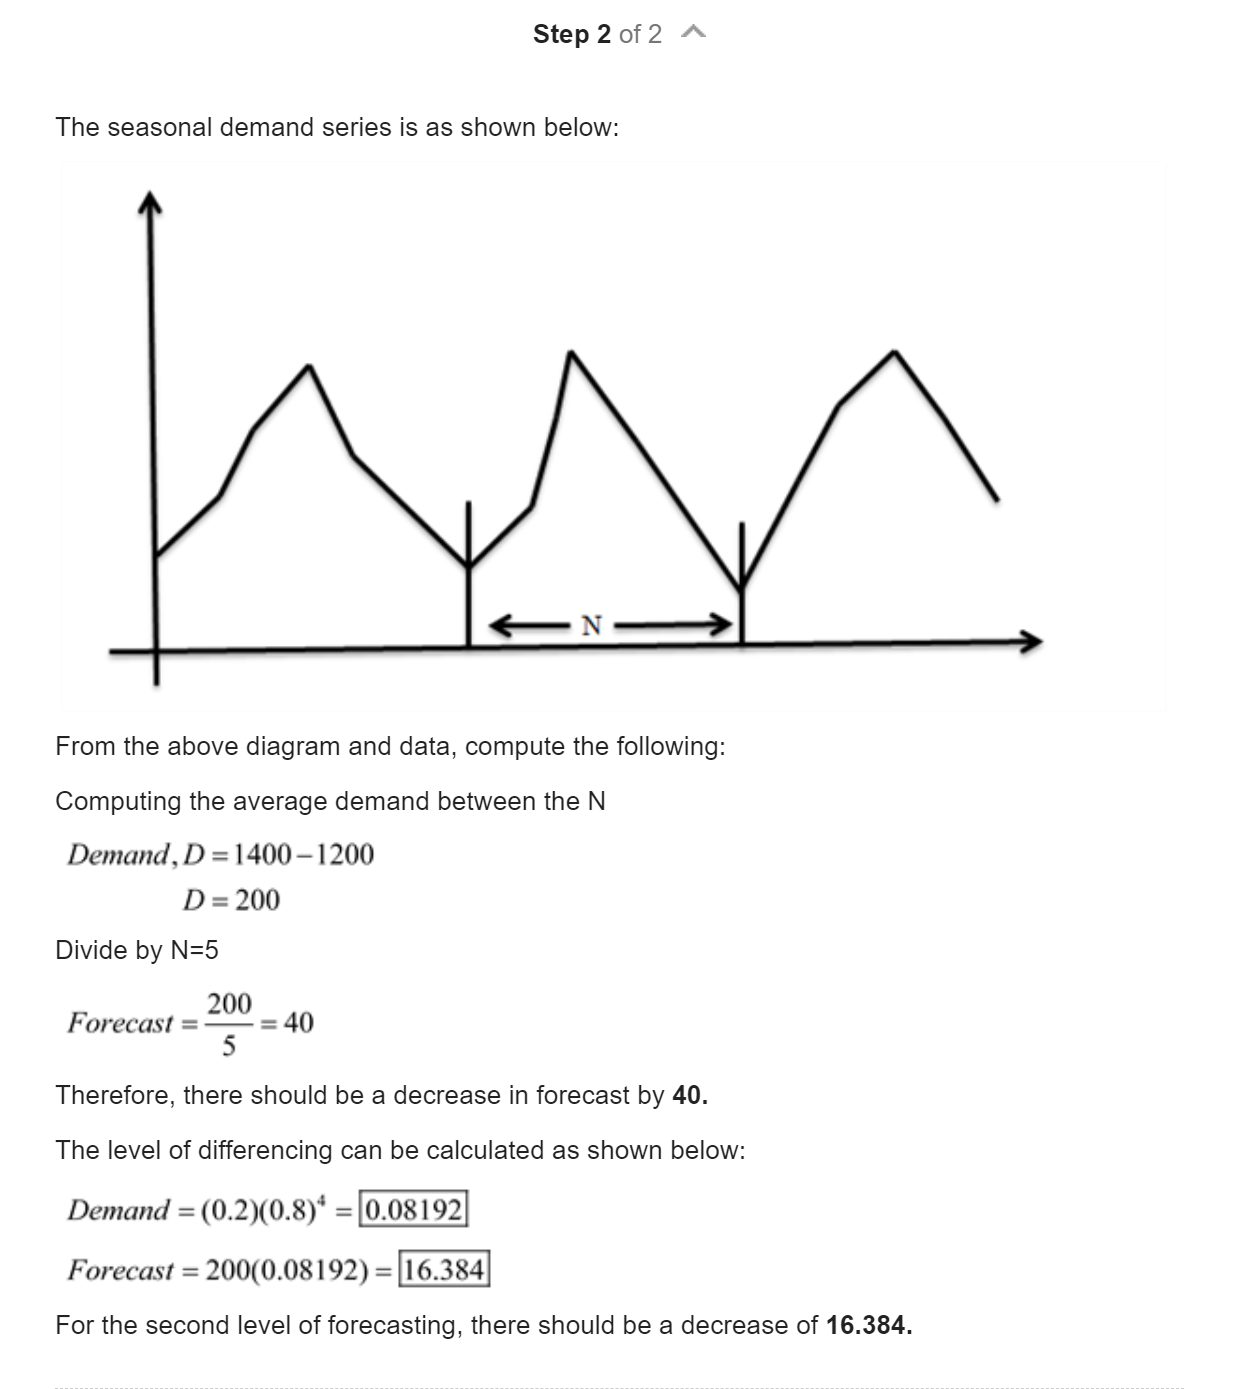 Step 2 of 2
The seasonal demand series is as shown below:
N
From the above diagram and data, compute the following:
Computing the average demand between the N
Demand, D = 1400 – 1200
D = 200
Divide by N=5
Forecast = 200/5 = 40
Therefore, there should be a decrease in forecast by 40.
The level of differencing can be calculated as shown below:
Demand = (0.2)(0.8)⁴ = 0.08192
Forecast = 200(0.08192) = 16.384
For the second level of forecasting, there should be a decrease of 16.384.